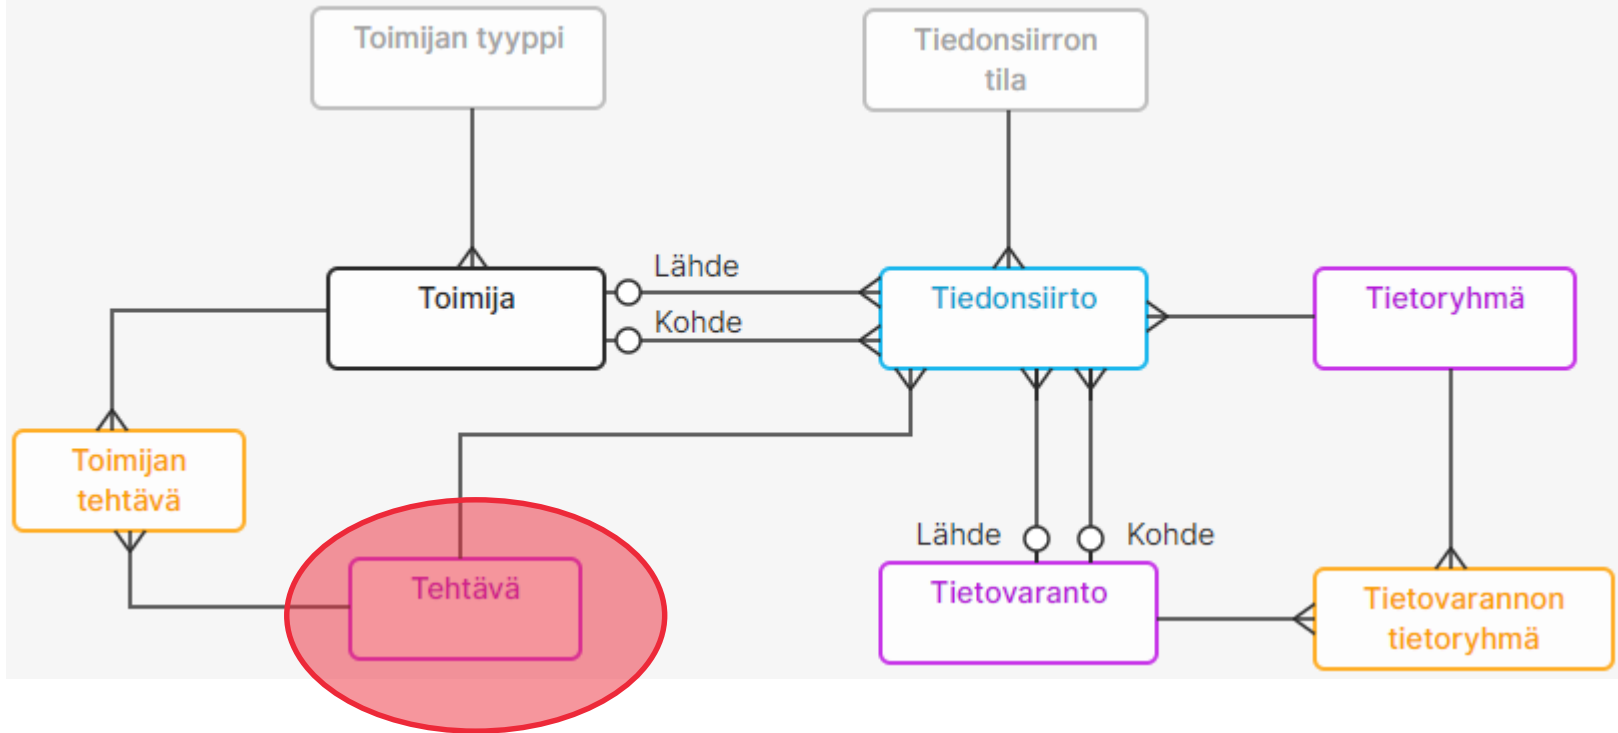 Toimijan tyyppi
Tiedonsiirron
tila
Toimija
Lähde
Kohde
Tiedonsiirto
Tietoryhmä
Toimijan
tehtävä
Tehtävä
Lähde
Kohde
Tietovaranto
Tietovarannon
tietoryhmä